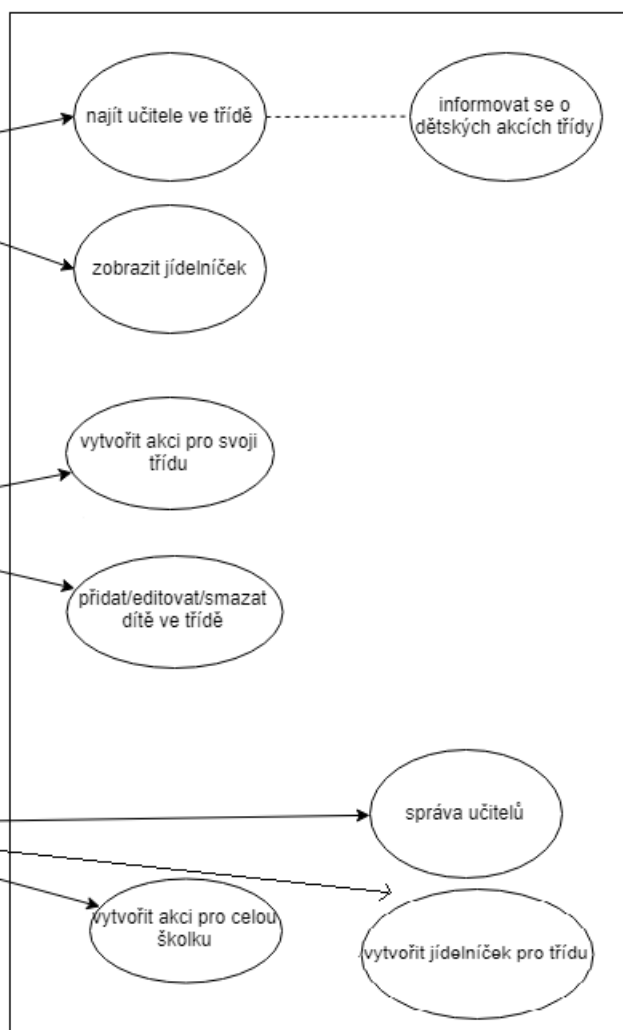 najít učitele ve třídě
informovat se o
dětských akcích třídy
zobrazit jídelníček
vytvořit akci pro svoji
třídu
přidat/editovat/smazat
dítě ve třídě
správa učitelů
vytvořit akci pro celou
školku
vytvořit jídelníček pro třídu